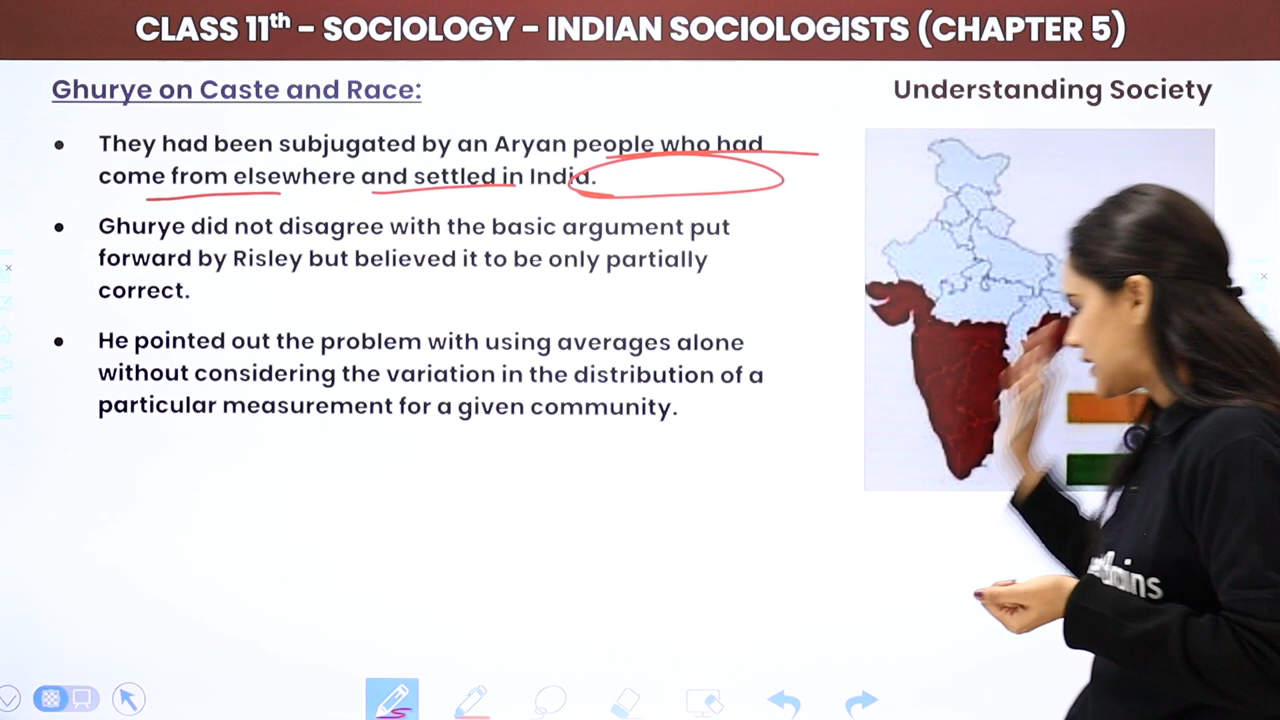 CLASS 11th - SOCIOLOGY - INDIAN SOCIOLOGISTS (CHAPTER 5)
Ghurye on Caste and Race:
Understanding Society
• They had been subjugated by an Aryan people who had
come from elsewhere and settled in India.
• Ghurye did not disagree with the basic argument put
forward by Risley but believed it to be only partially
correct.
• He pointed out the problem with using averages alone
without considering the variation in the distribution of a
particular measurement for a given community.